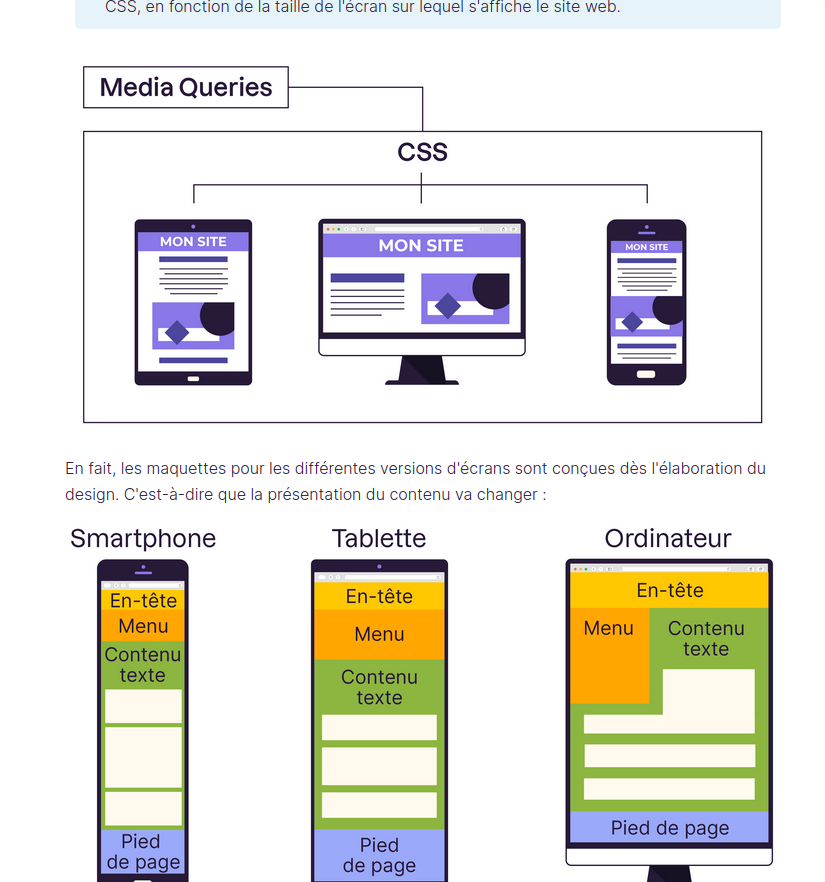 CSS, en fonction de la taille de l'écran sur lequel s'affiche le site web.
Media Queries
CSS
MON SITE
MON SITE
MON SITE
En fait, les maquettes pour les différentes versions d'écrans sont conçues dès l'élaboration du
design. C'est-à-dire que la présentation du contenu va changer :
Smartphone
En-tête
Menu
Contenu
texte
Pied
de page
Tablette
En-tête
Menu
Contenu
texte
Pied
de page
Ordinateur
En-tête
Menu
Contenu
texte
Pied de page